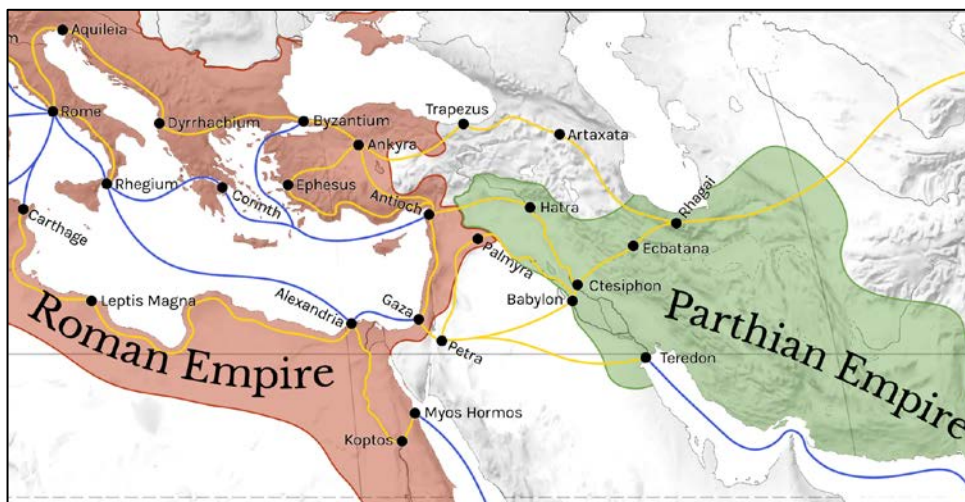 Aquileia
m
Rome
Dyrrhachium
Byzantium
Trapezus
Artaxata
Ankyra
Rhegium
Corinth
Ephesus
Antioch
Hatra
Rhagai
Carthage
Palmyra
Ecbatana
Ctesiphon
Leptis Magna
Alexandria
Gaza
Babylon
Petra
Teredon
Roman Empire
Parthian Empire
Myos Hormos
Koptos